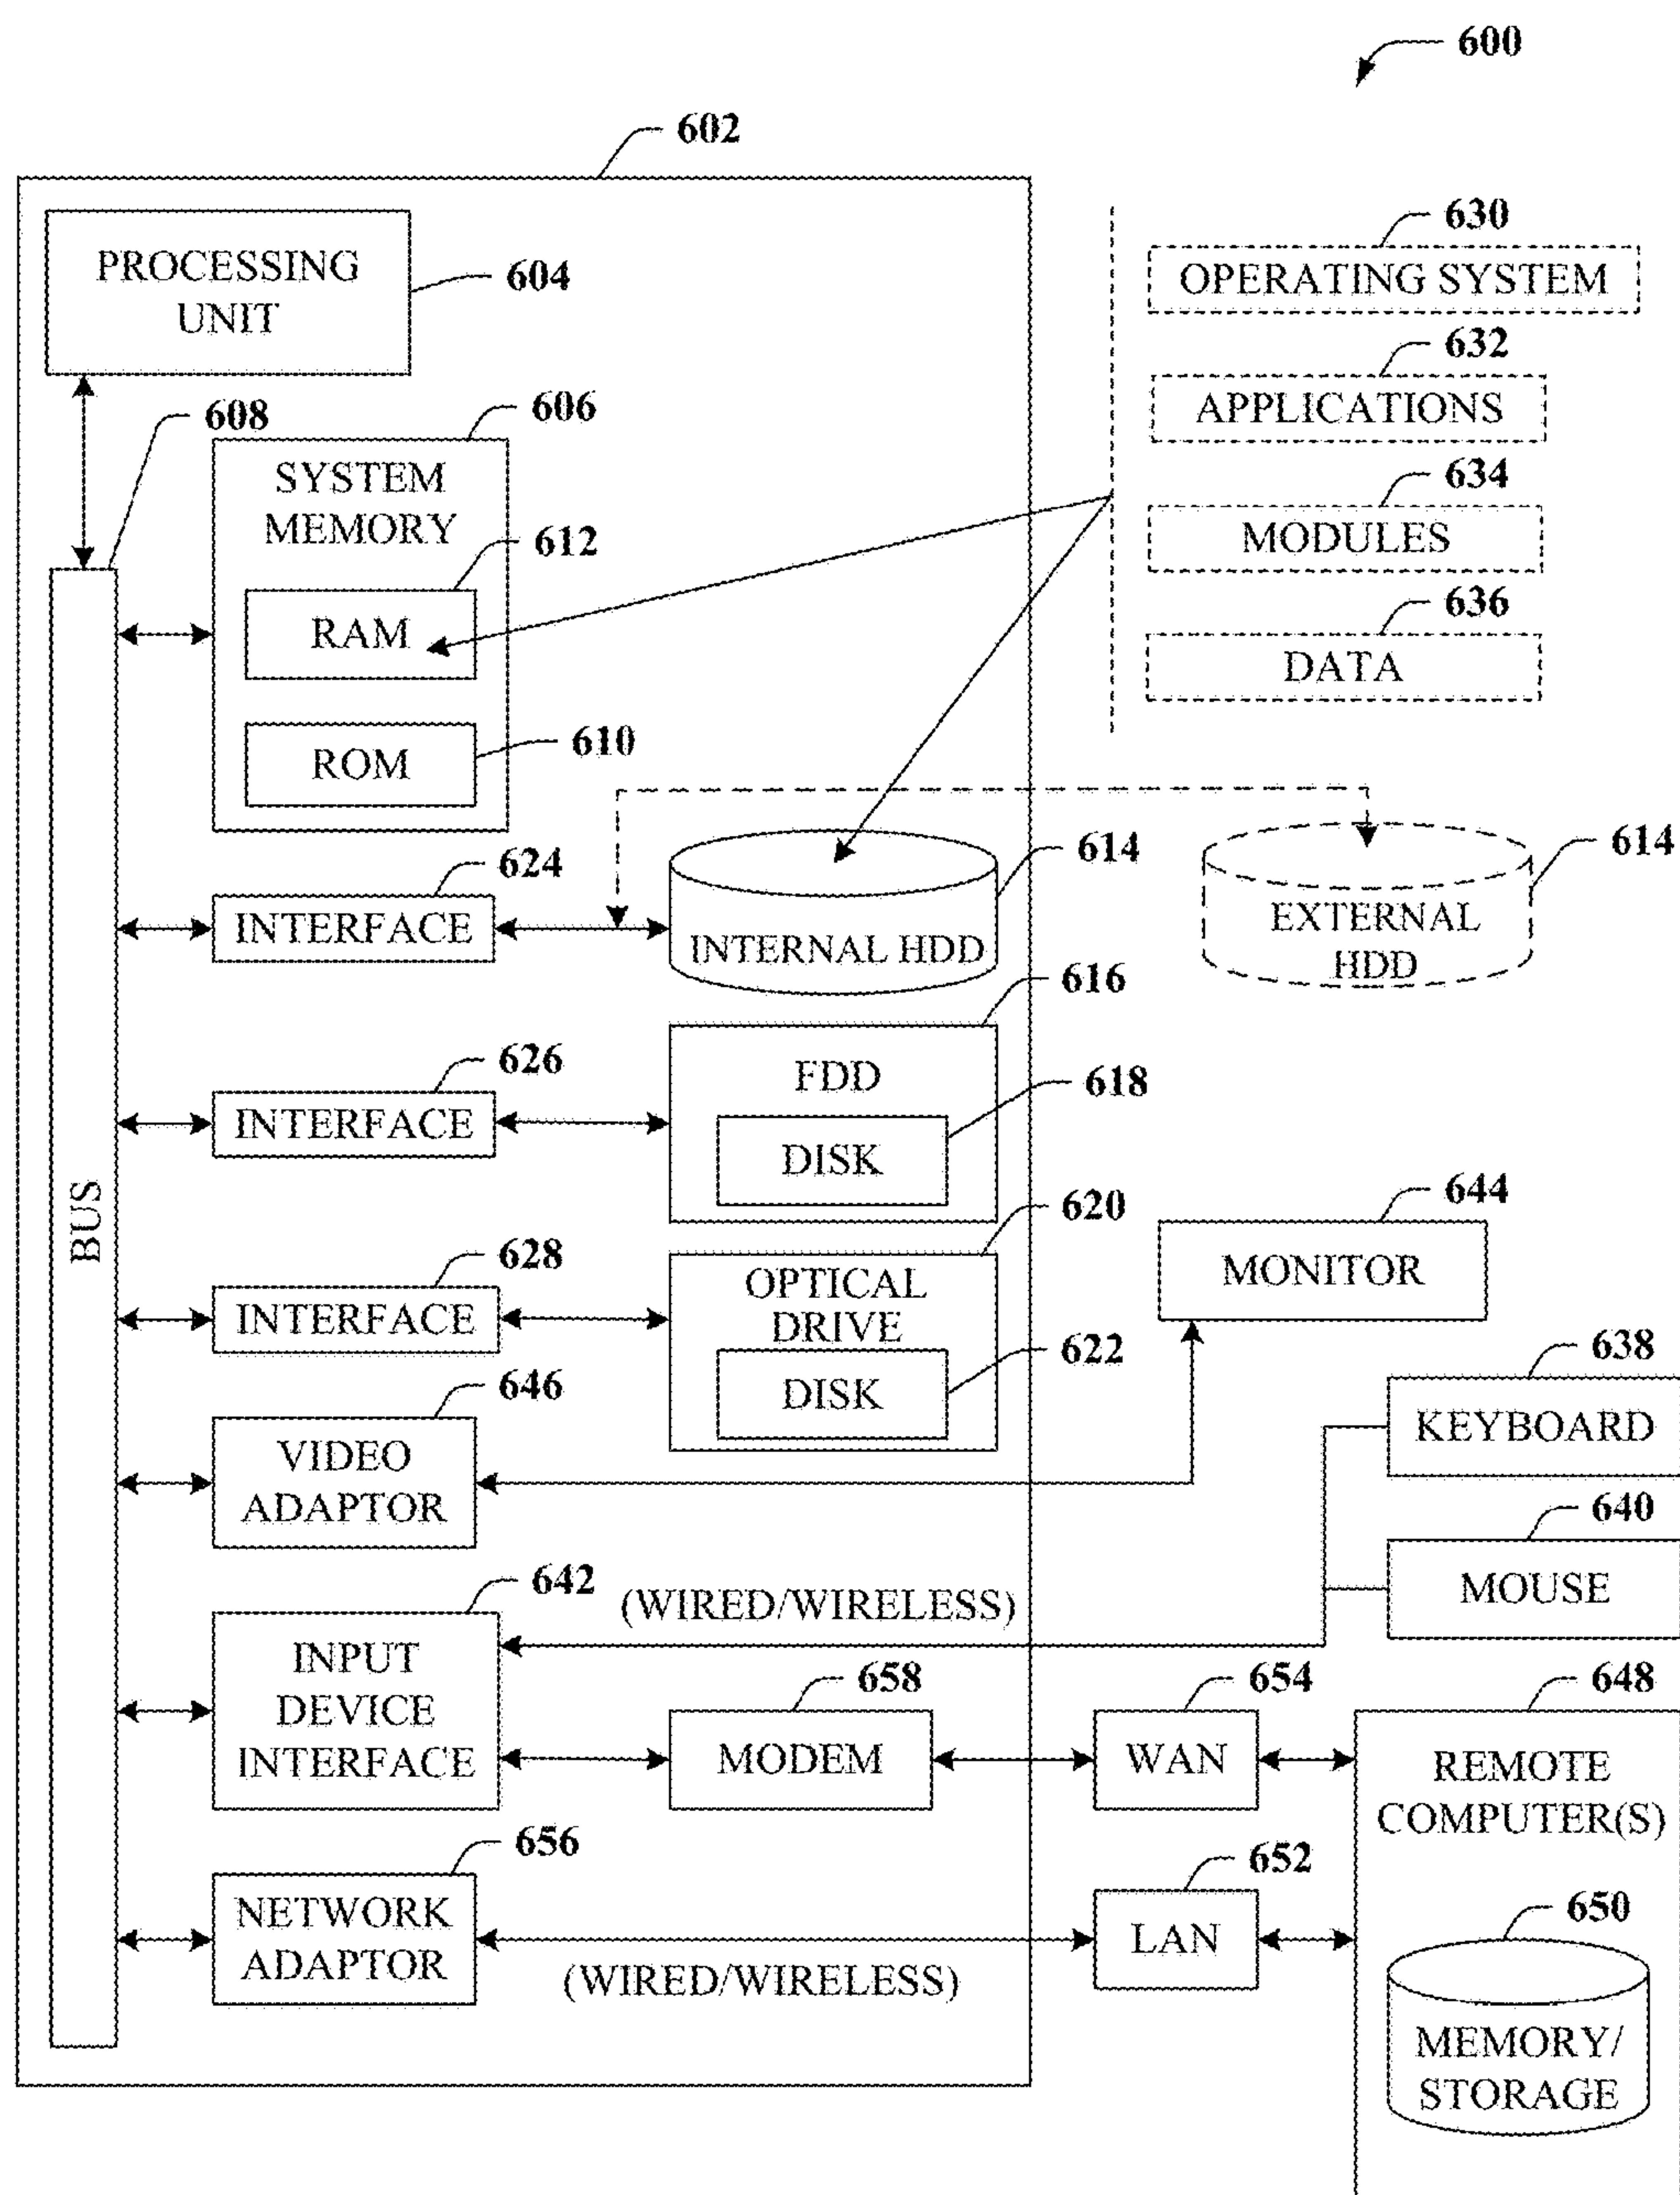 600
602
PROCESSING
UNIT
604
630
OPERATING SYSTEM
632
APPLICATIONS
634
MODULES
636
DATA
608
606
SYSTEM
MEMORY
612
RAM
610
ROM
BUS
624
INTERFACE
614
INTERNAL HDD
614
EXTERNAL
HDD
626
INTERFACE
616
FDD
618
DISK
628
INTERFACE
620
OPTICAL
DRIVE
622
DISK
644
MONITOR
646
VIDEO
ADAPTOR
638
KEYBOARD
640
MOUSE
642
(WIRED/WIRELESS)
INPUT
DEVICE
INTERFACE
658
MODEM
654
WAN
648
REMOTE
COMPUTER(S)
656
NETWORK
ADAPTOR
(WIRED/WIRELESS)
652
LAN
650
MEMORY/
STORAGE